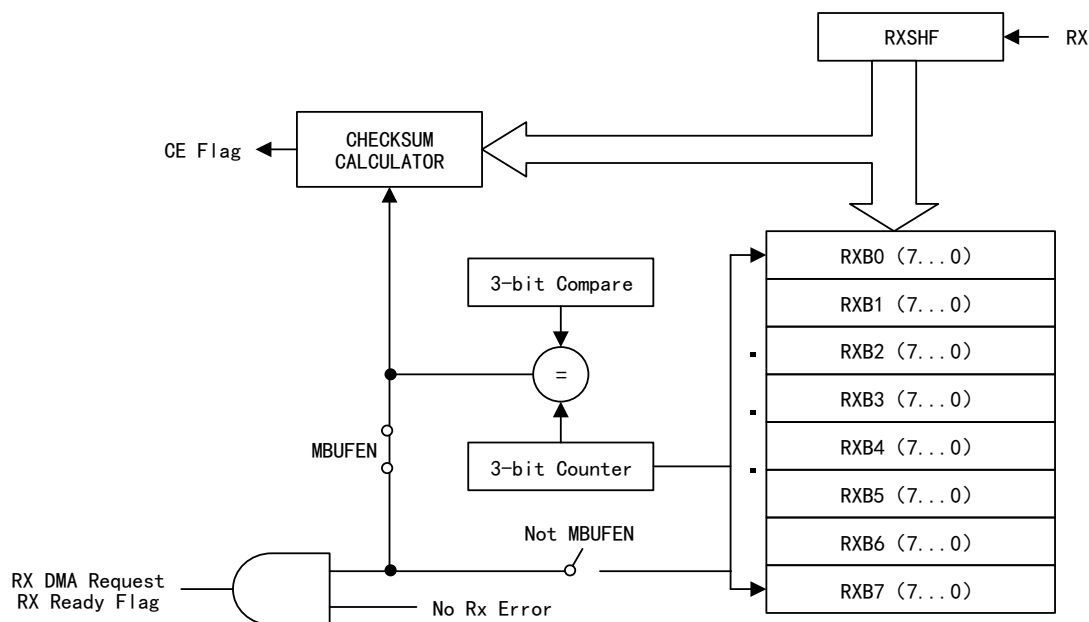 RXSHF
RX
CHECKSUM
CALCULATOR
CE Flag
RXB0 (7...0)
3-bit Compare
RXB1 (7...0)
RXB2 (7...0)
=
RXB3 (7...0)
MBUFEN
RXB4 (7...0)
3-bit Counter
RXB5 (7...0)
Not MBUFEN
RXB6 (7...0)
RX DMA Request
RX Ready Flag
RXB7 (7...0)
No Rx Error